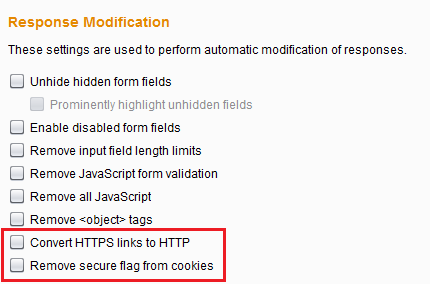 Response Modification
These settings are used to perform automatic modification of responses.
Unhide hidden form fields
Prominently highlight unhidden fields
Enable disabled form fields
Remove input field length limits
Remove JavaScript form validation
Remove all JavaScript
Remove <object> tags
Convert HTTPS links to HTTP
Remove secure flag from cookies